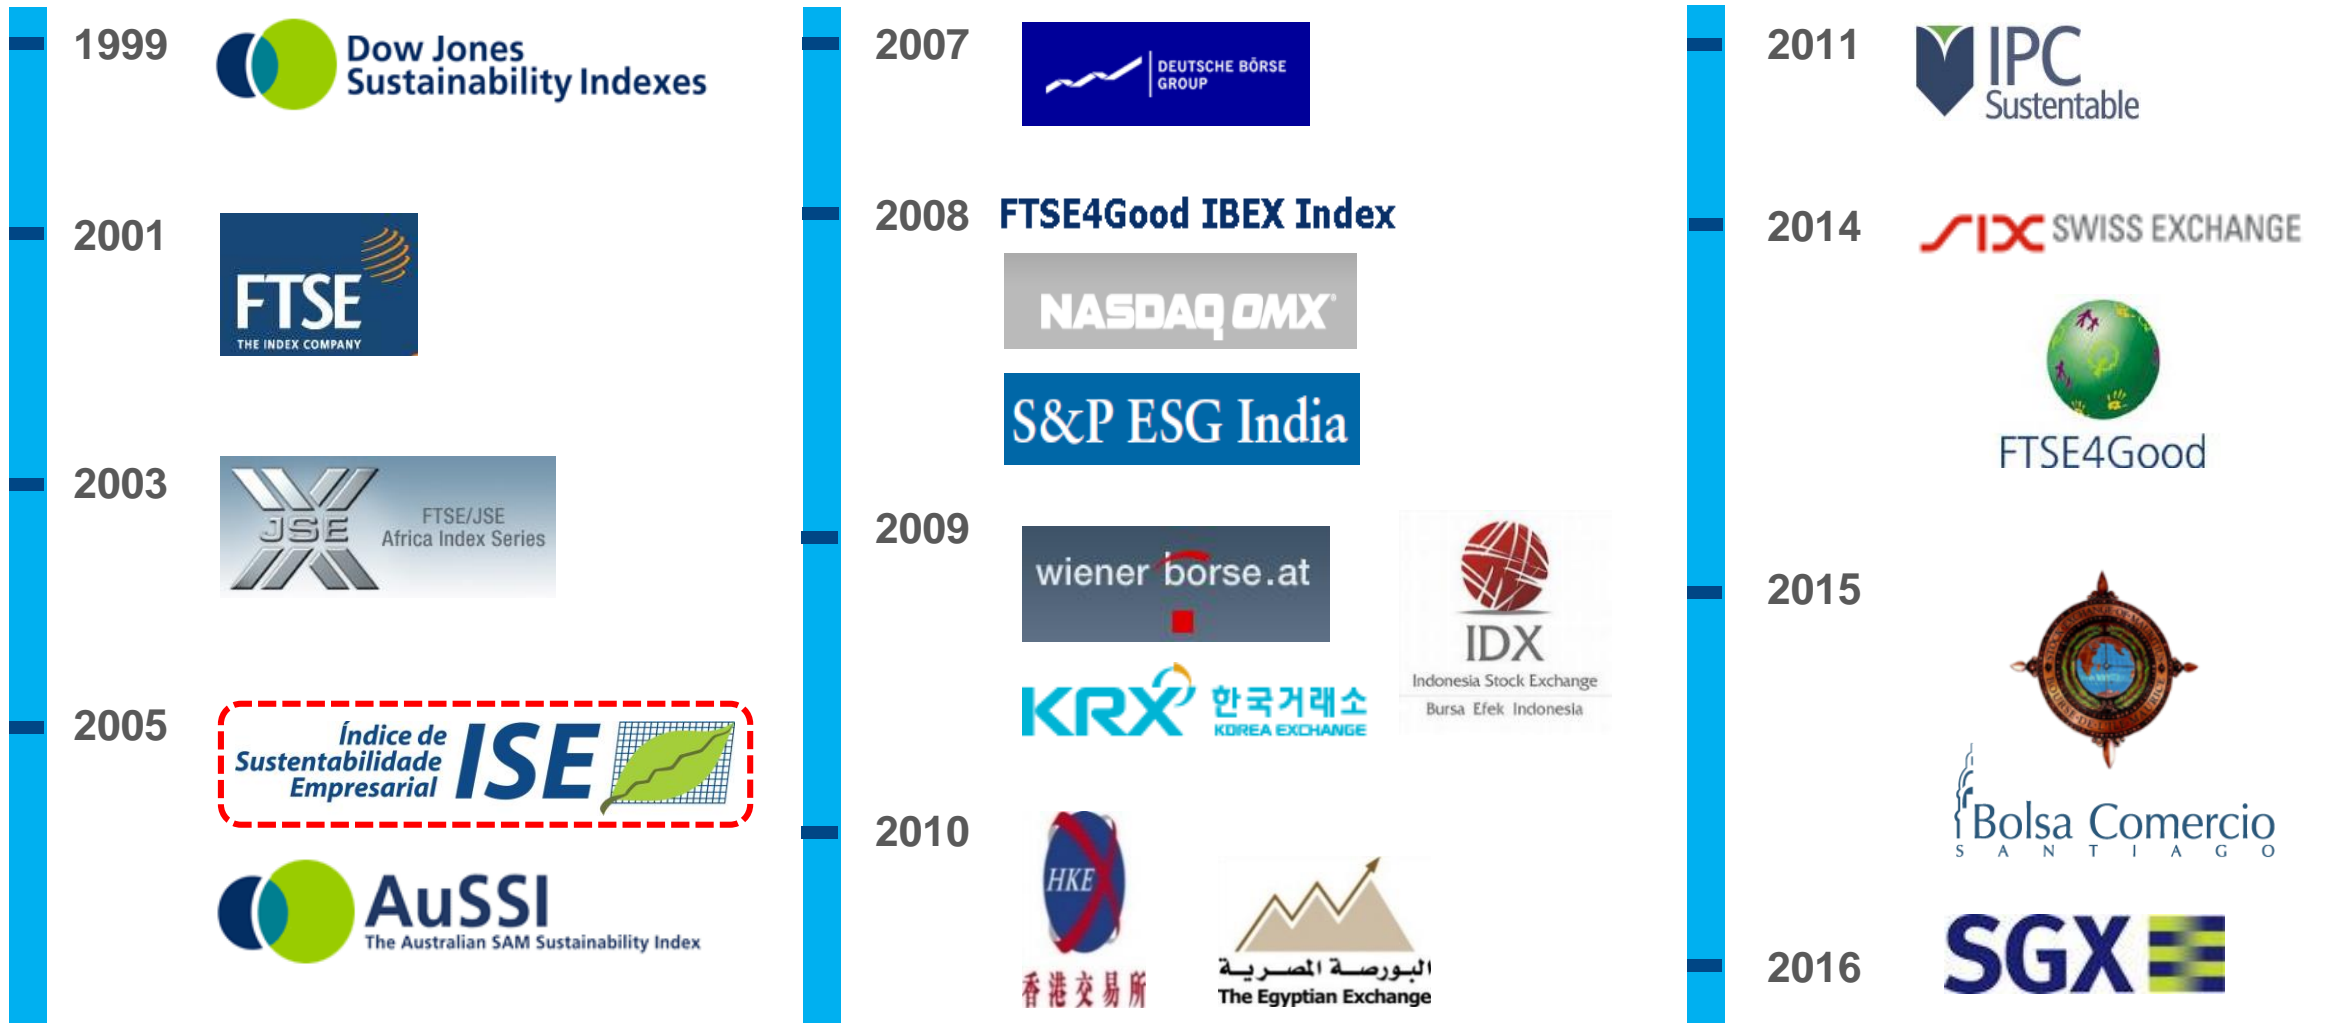 1999
Dow Jones
Sustainability Indexes
2001
FTSE
THE INDEX COMPANY
2003
JSE
FTSE/JSE
Africa Index Series
2005
Índice de
Sustentabilidade
Empresarial
ISE
AuSSI
The Australian SAM Sustainability Index
2007
DEUTSCHE BÖRSE
GROUP
2008
FTSE4Good IBEX Index
NASDAQ OMX
S&P ESG India
2009
wiener börse.at
IDX
Indonesia Stock Exchange
Bursa Efek Indonesia
KRX 한국거래소
KOREA EXCHANGE
2010
HKEX
香港交易所
البورصة المصرية
The Egyptian Exchange
2011
IPC
Sustentable
2014
SIX SWISS EXCHANGE
FTSE4Good
2015
Bolsa Comercio
SANTIAGO
2016
SGX